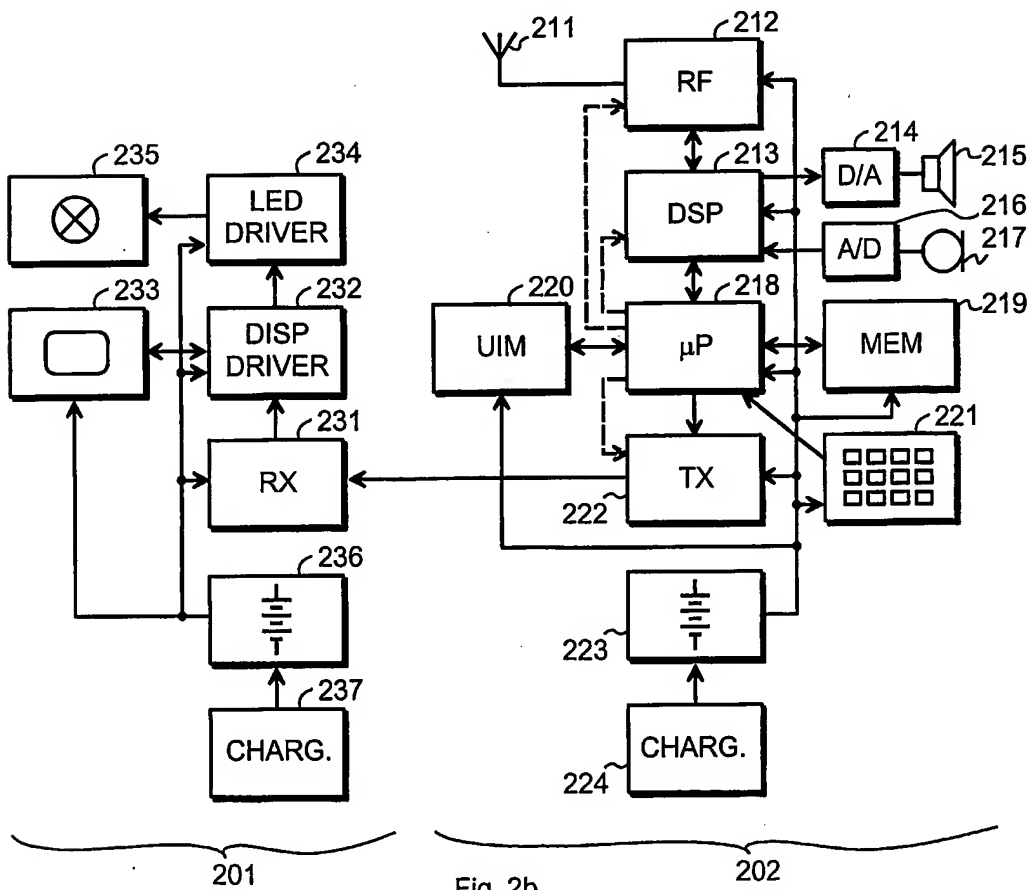 211
212
RF
235
234
LED
DRIVER
213
DSP
214
D/A
215
216
A/D
217
233
232
DISP
DRIVER
220
UIM
218
µP
219
MEM
231
RX
222
TX
221
236
223
237
CHARG.
224
CHARG.
201
202
Fig. 2b